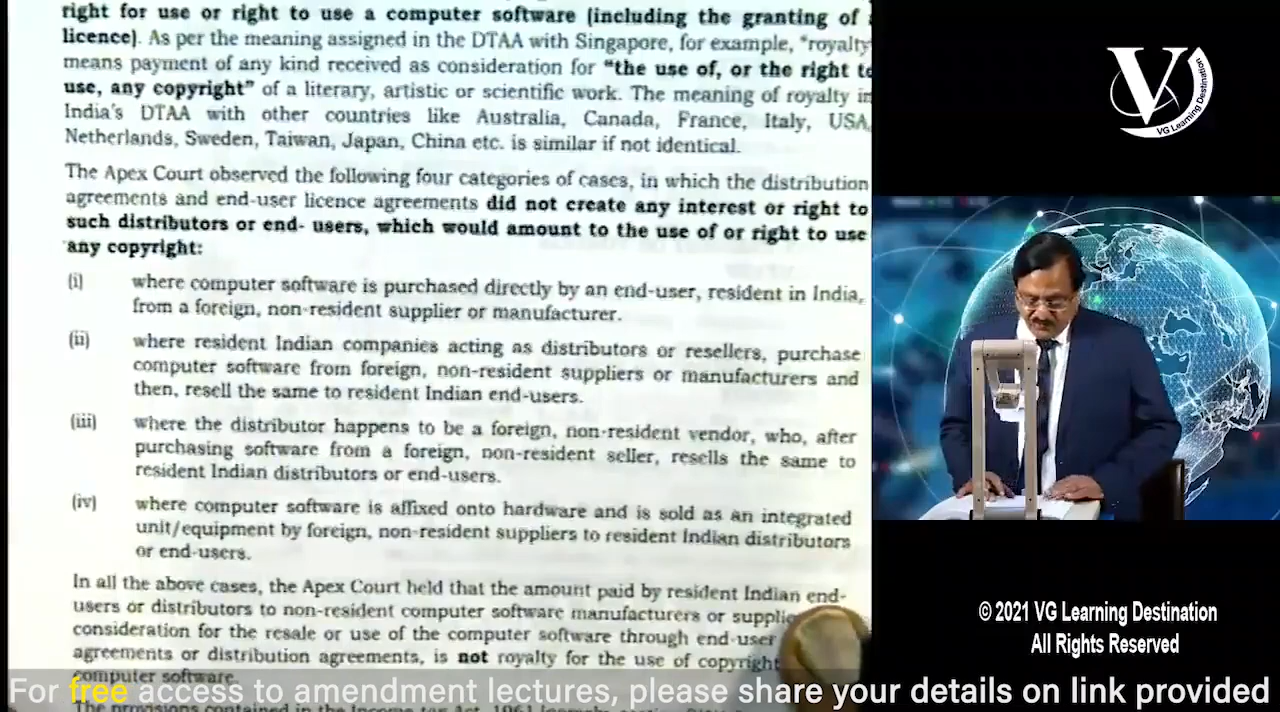 right for use or right to use a computer software (including the granting of
licence). As per the meaning assigned in the DTAA with Singapore, for example, "royalty
means payment of any kind received as consideration for "the use of, or the right to
use, any copyright" of a literary, artistic or scientific work. The meaning of royalty in
India's DTAA with other countries like Australia, Canada, France, Italy, USA,
Netherlands, Sweden, Taiwan, Japan, China etc. is similar if not identical.
The Apex Court observed the following four categories of cases, in which the distribution
agreements and end-user licence agreements did not create any interest or right to
such distributors or end- users, which would amount to the use of or right to use
any copyright:
(i) where computer software is purchased directly by an end-user, resident in India,
from a foreign, non-resident supplier or manufacturer.
(ii) where resident Indian companies acting as distributors or resellers, purchase
computer software from foreign, non-resident suppliers or manufacturers and
then, resell the same to resident Indian end-users.
(iii) where the distributor happens to be a foreign, non-resident vendor, who, after
purchasing software from a foreign, non-resident seller, resells the same to
resident Indian distributors or end-users.
(iv) where computer software is affixed onto hardware and is sold as an integrated
unit/equipment by foreign, non-resident suppliers to resident Indian distributors
or end-users.
In all the above cases, the Apex Court held that the amount paid by resident Indian end-
users or distributors to non-resident computer software manufacturers or
consideration for the resale or use of the computer software through end-user
agreements or distribution agreements, is not royalty for the use of copyright
computer software.
V
VG Learning Destination
© 2021 VG Learning Destination
All Rights Reserved
For free access to amendment lectures, please share your details on link provided